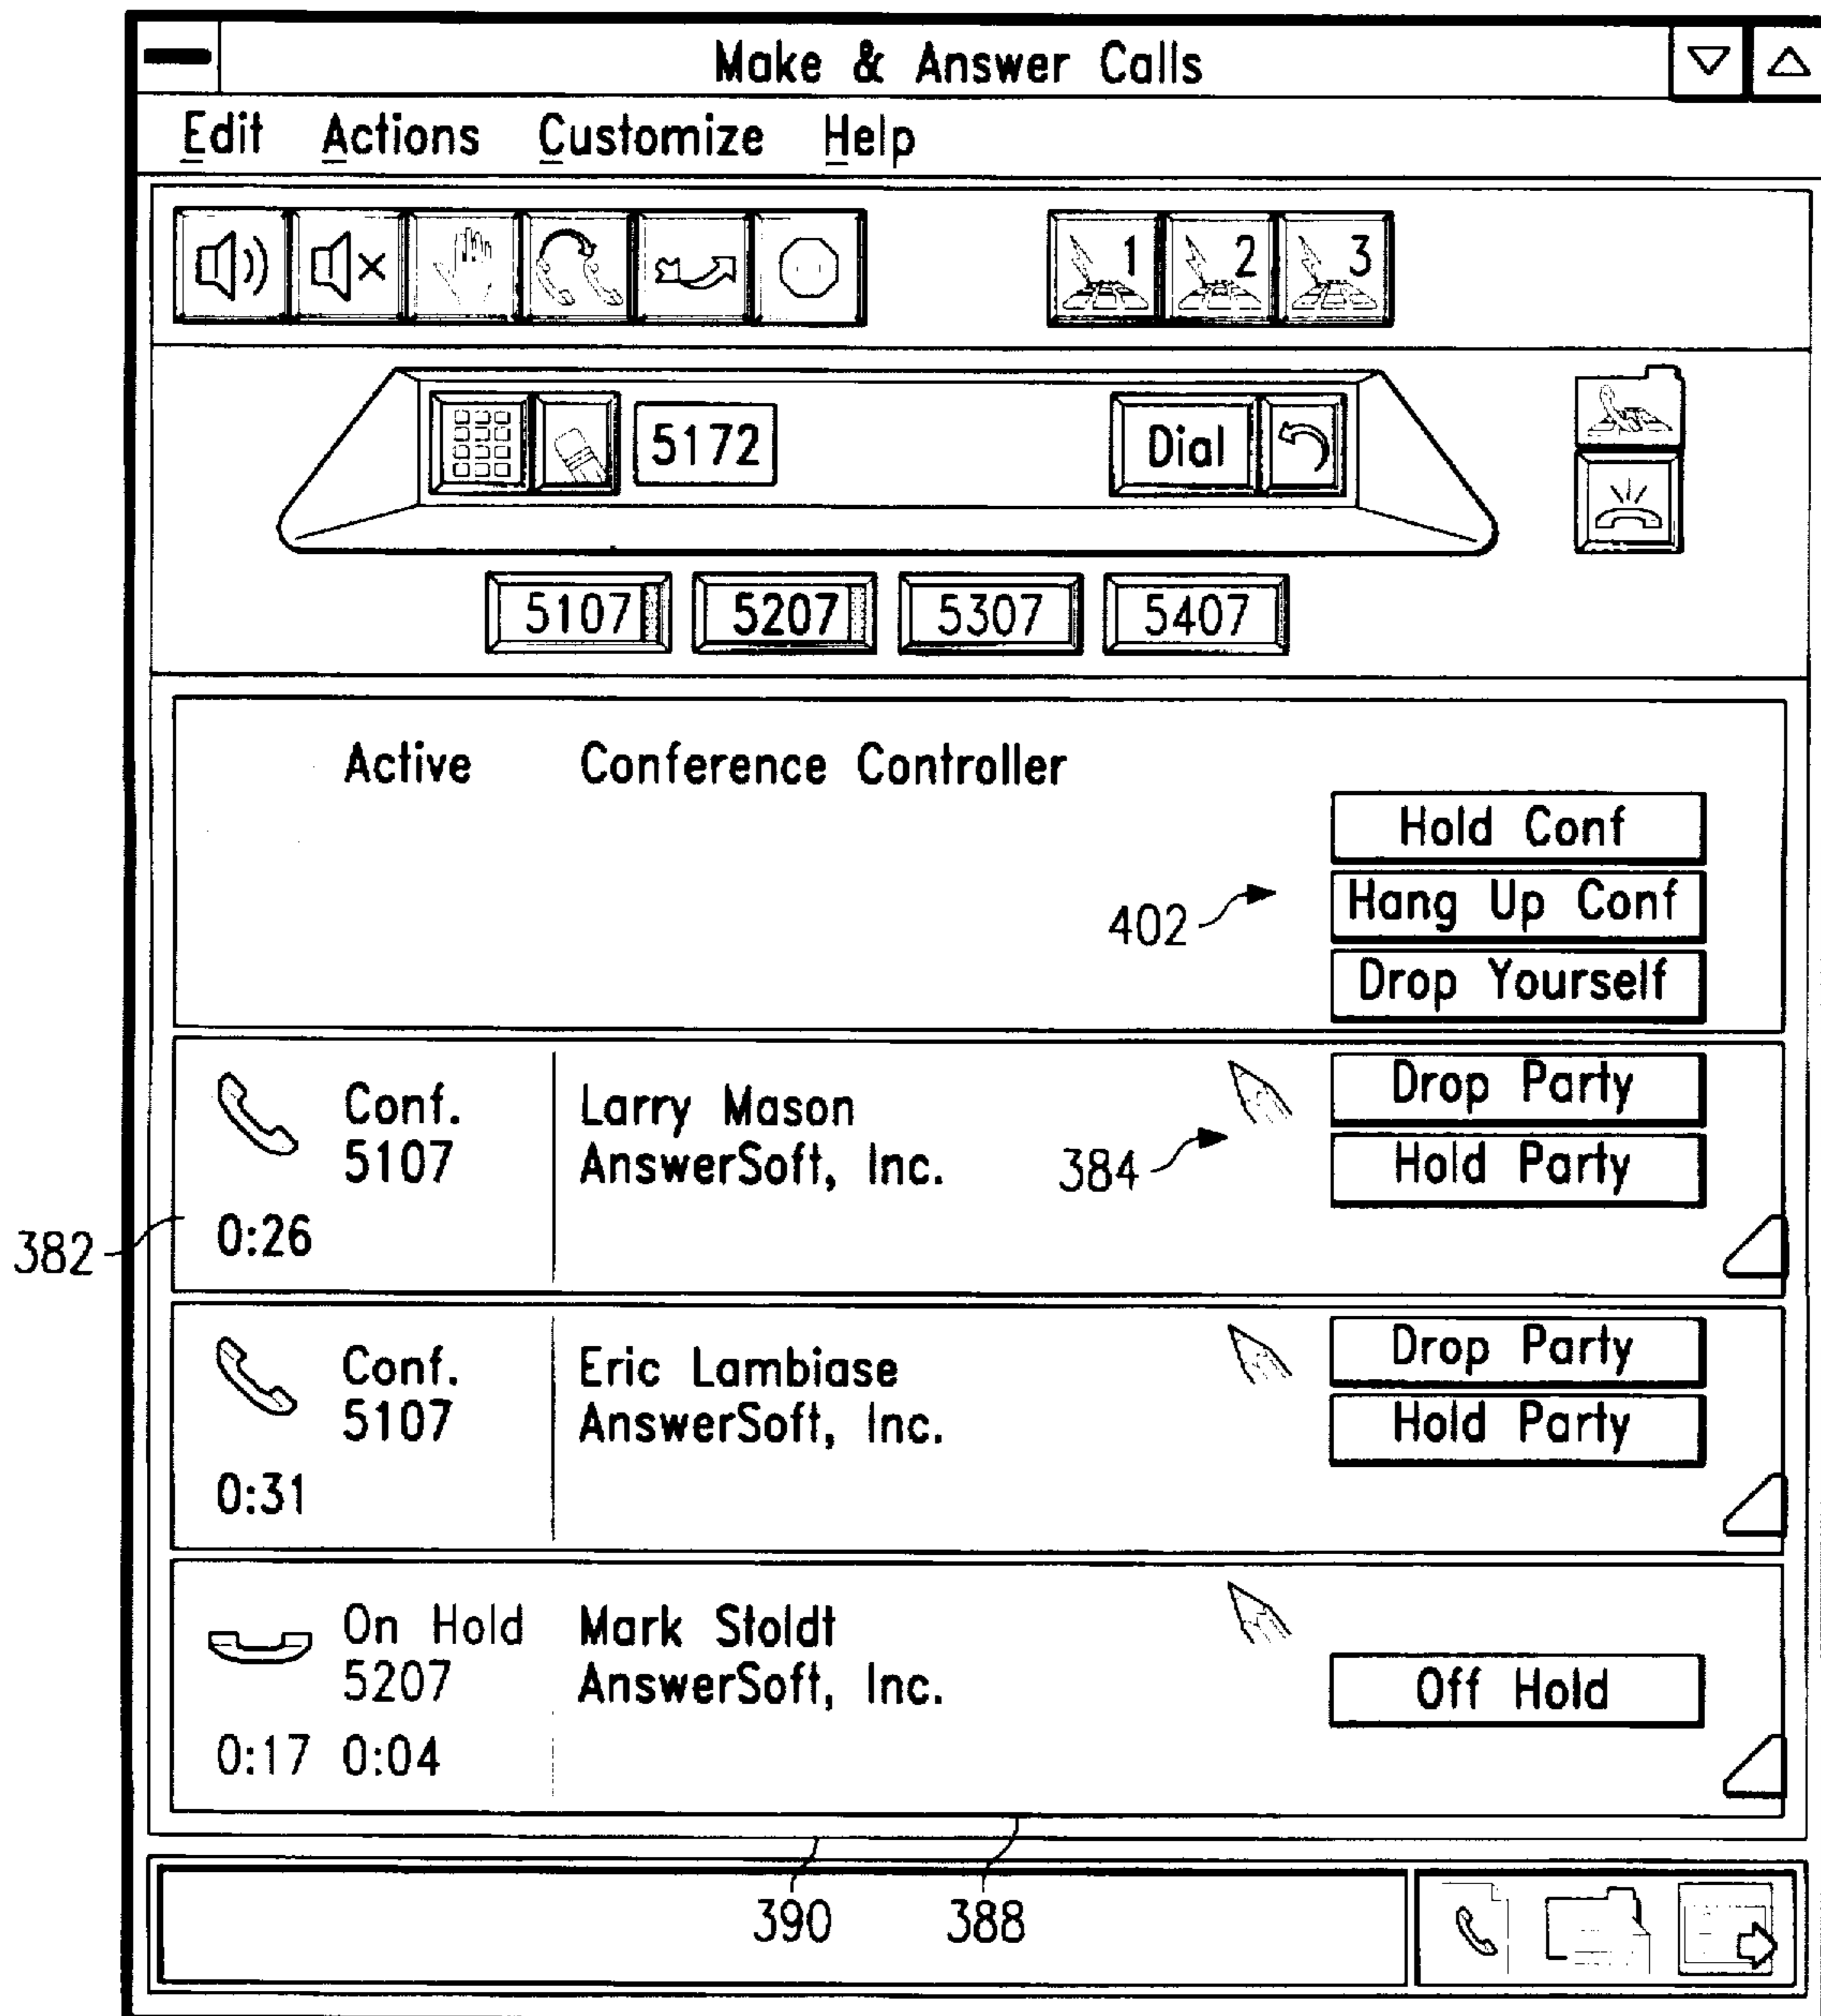 Make & Answer Calls
Edit Actions Customize Help
1 2 3
5172 Dial
5107 5207 5307 5407
Active Conference Controller
Hold Conf
402 Hang Up Conf
Drop Yourself
Conf. Larry Mason Drop Party
5107 AnswerSoft, Inc. 384 Hold Party
382 0:26
Conf. Eric Lambiase Drop Party
5107 AnswerSoft, Inc. Hold Party
0:31
On Hold Mark Stoldt
5207 AnswerSoft, Inc. Off Hold
0:17 0:04
390 388